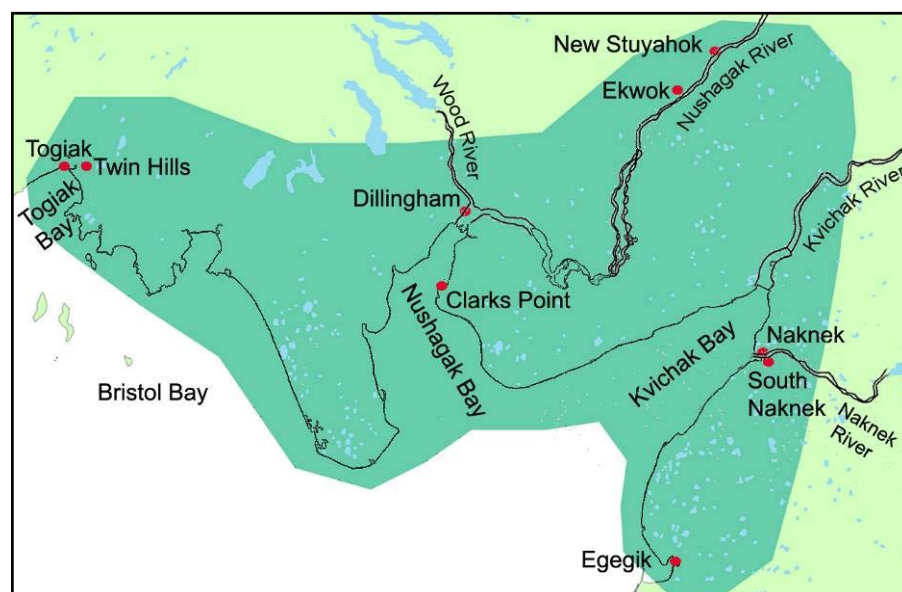 New Stuyahok
Ekwok
Nushagak River
Wood River
Togiak
Twin Hills
Togiak
Bay
Dillingham
Kvichak River
Clarks Point
Nushagak Bay
Kvichak Bay
Naknek
South
Naknek
Naknek
River
Bristol Bay
Egegik